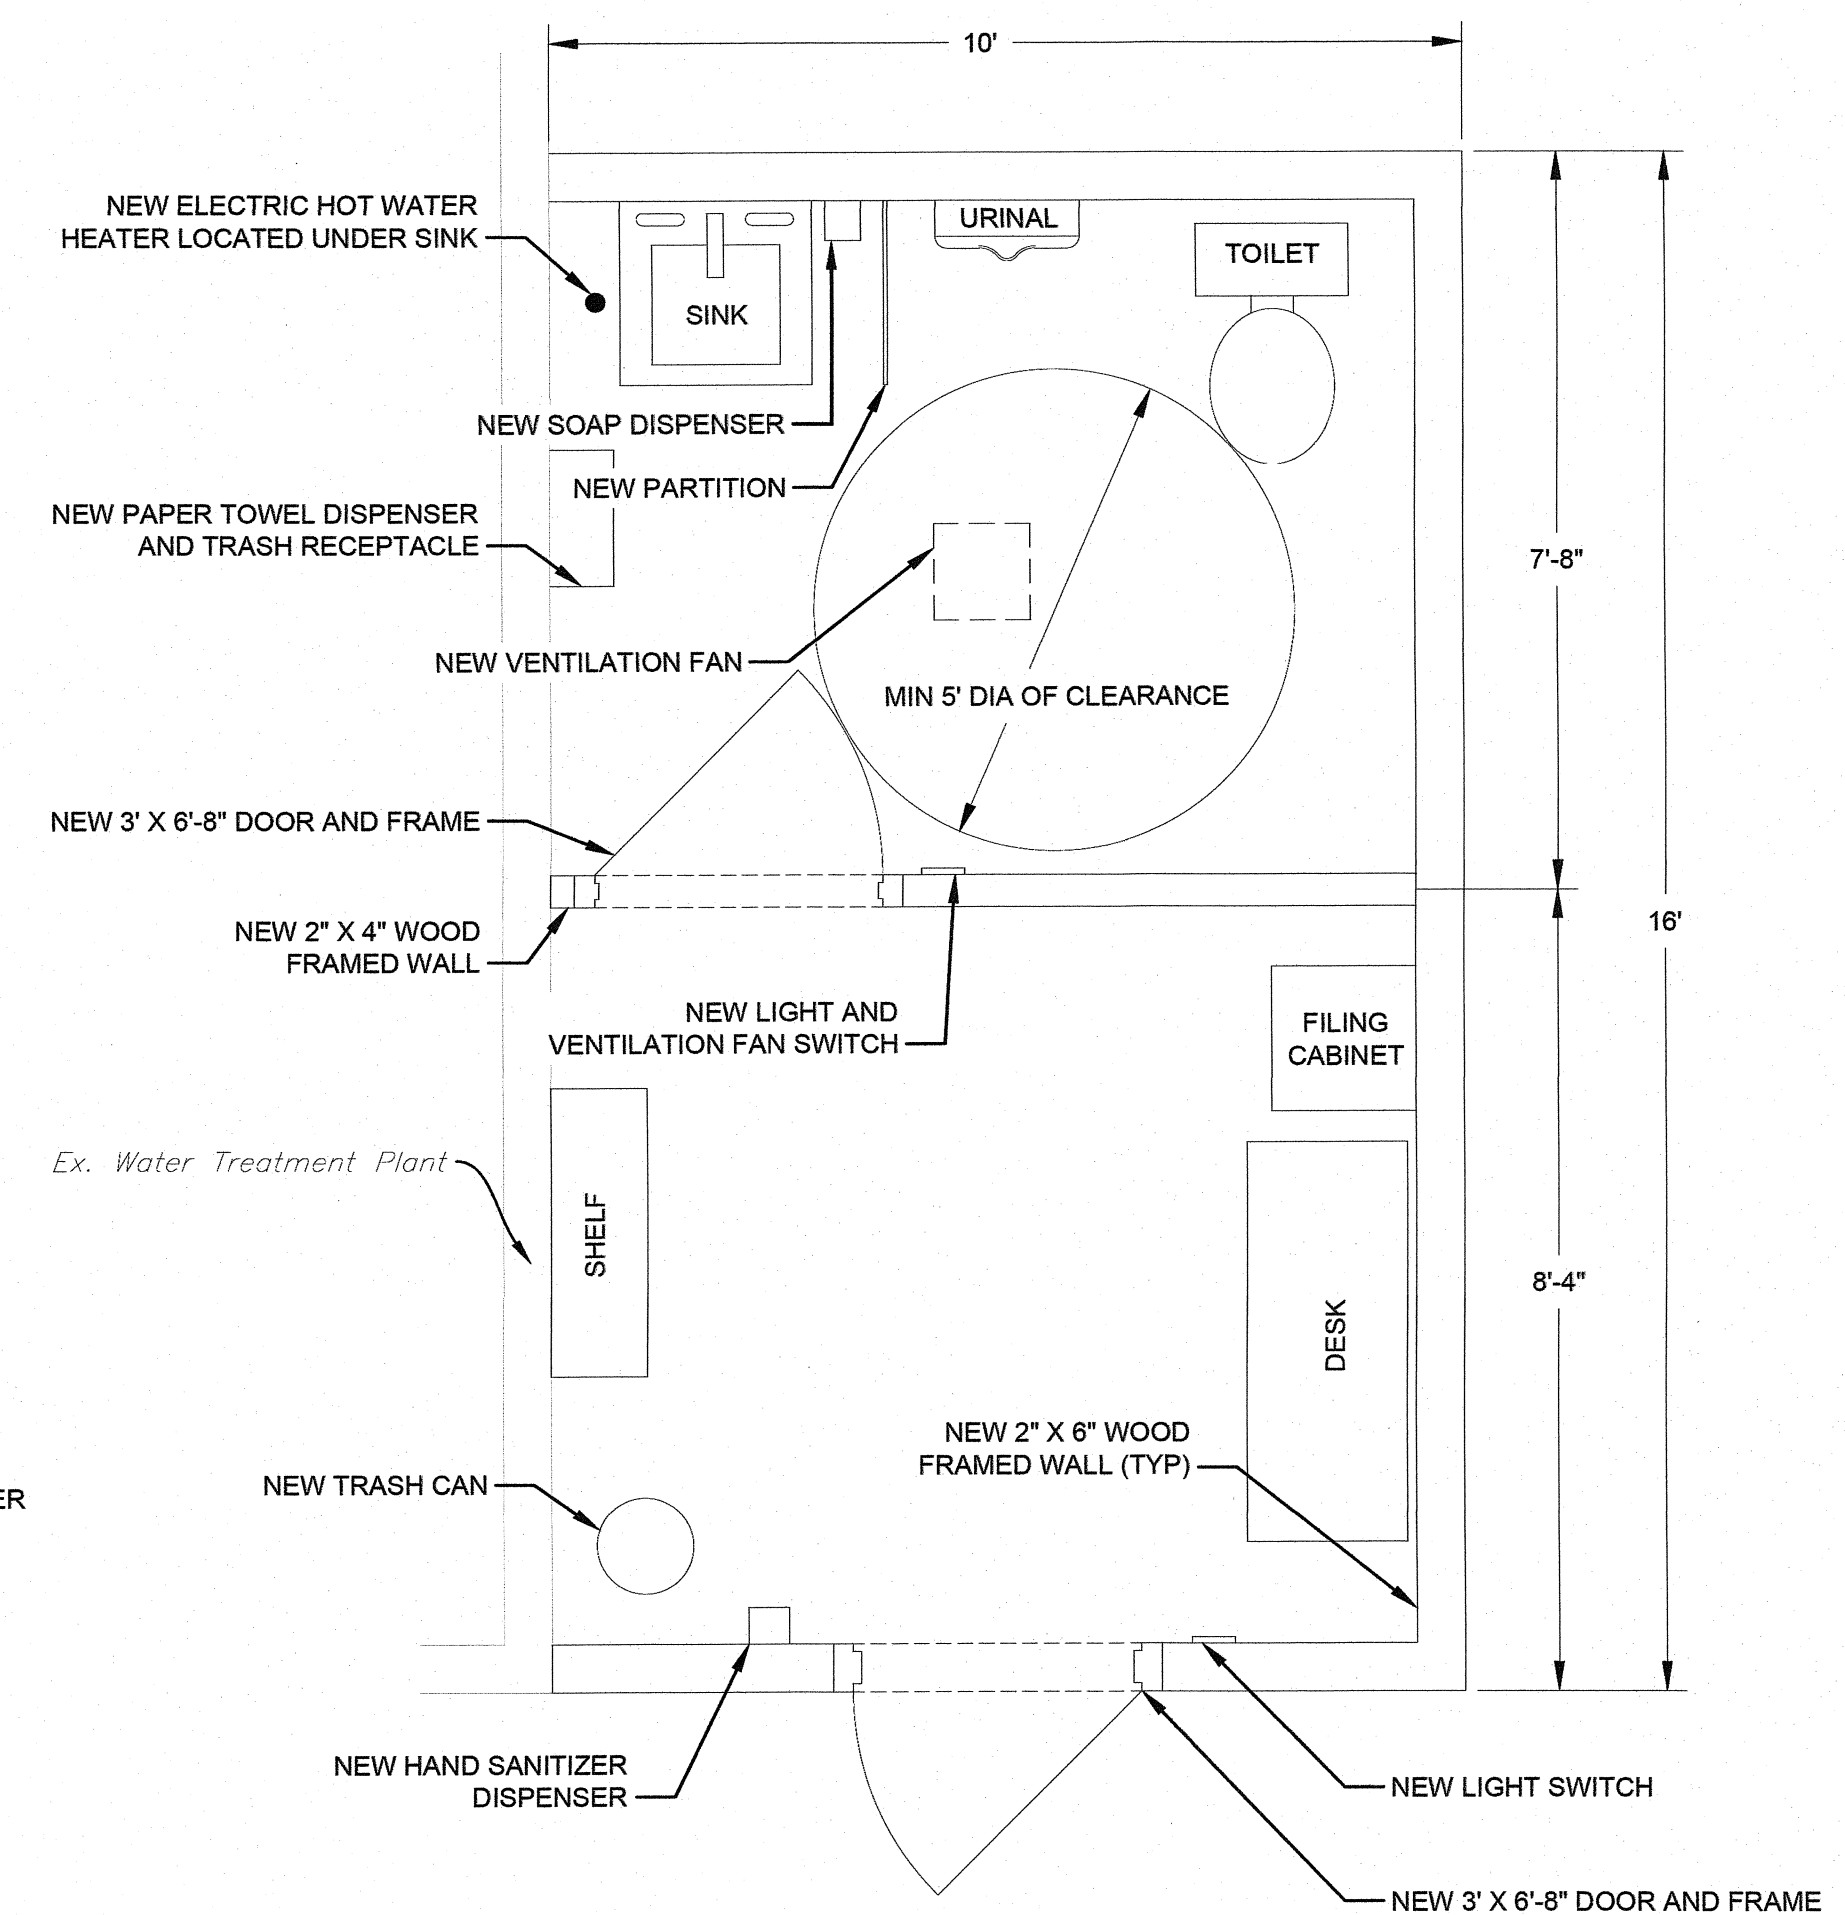 10'
NEW ELECTRIC HOT WATER
HEATER LOCATED UNDER SINK
URINAL
TOILET
SINK
NEW SOAP DISPENSER
NEW PARTITION
NEW PAPER TOWEL DISPENSER
AND TRASH RECEPTACLE
7'-8"
NEW VENTILATION FAN
MIN 5' DIA OF CLEARANCE
NEW 3' X 6'-8" DOOR AND FRAME
16'
NEW 2" X 4" WOOD
FRAMED WALL
NEW LIGHT AND
VENTILATION FAN SWITCH
FILING
CABINET
Ex. Water Treatment Plant
SHELF
8'-4"
DESK
NEW 2" X 6" WOOD
FRAMED WALL (TYP)
NEW TRASH CAN
ER
NEW HAND SANITIZER
DISPENSER
NEW LIGHT SWITCH
NEW 3' X 6'-8" DOOR AND FRAME